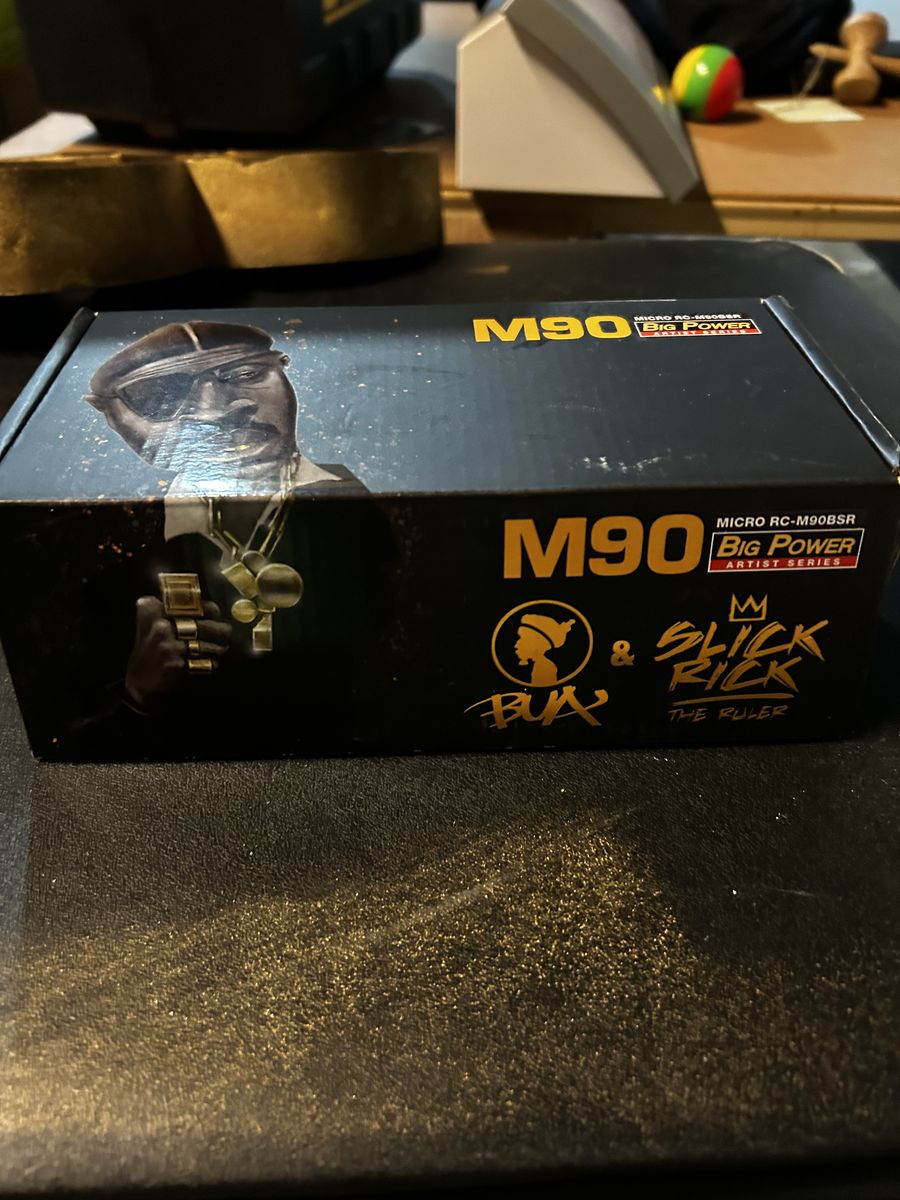 M90
MICRO RC-M90BSR
BIG POWER
ARTIST SERIES
M90
MICRO RC-M90BSR
BIG POWER
ARTIST SERIES
BUA
&
SLICK
RICK
THE RULER